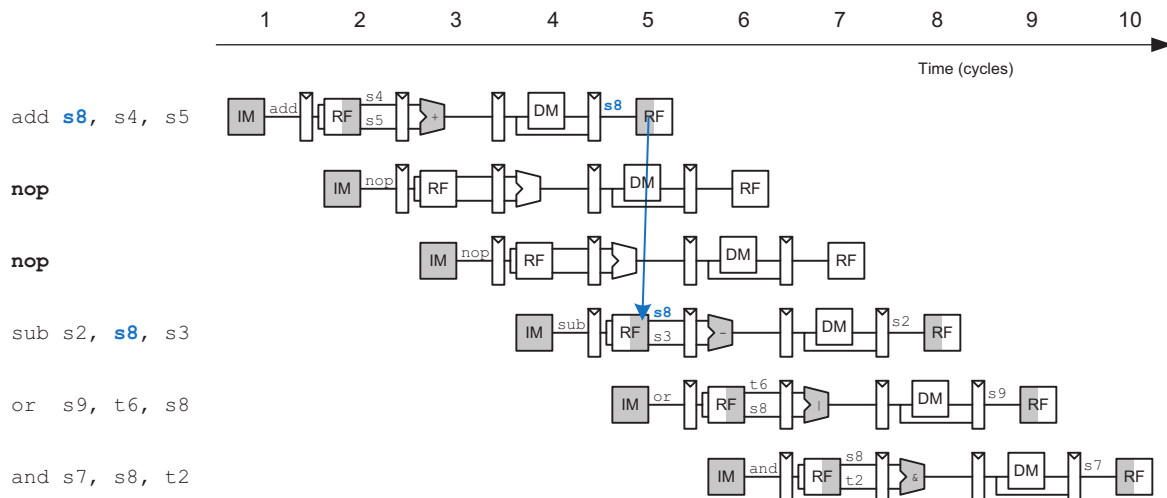 1 2 3 4 5 6 7 8 9 10
Time (cycles)
add s8, s4, s5 IM add RF s4 s5 + DM s8 RF
nop IM nop RF DM RF
nop IM nop RF DM RF
sub s2, s8, s3 IM sub RF s8 s3 - DM s2 RF
or s9, t6, s8 IM or RF t6 s8 | DM s9 RF
and s7, s8, t2 IM and RF s8 t2 & DM s7 RF